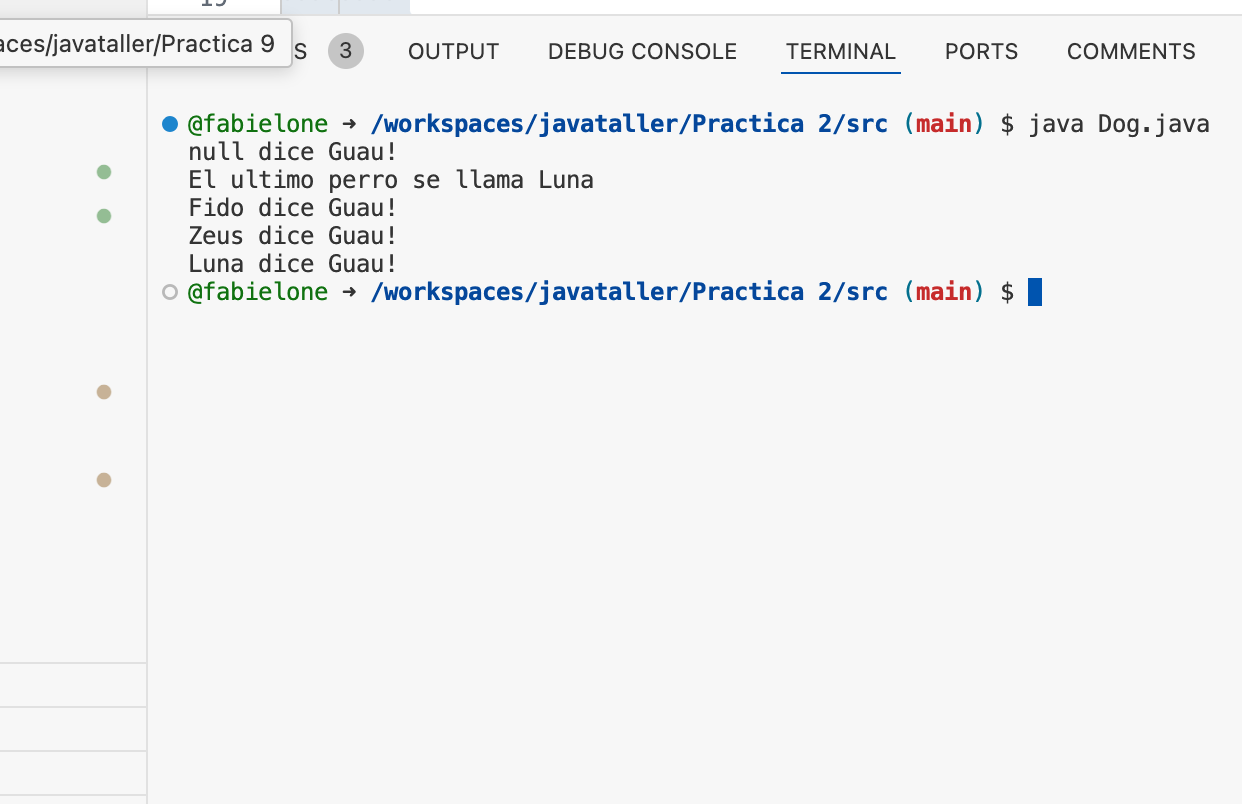 19
aces/javataller/Practica 9
S 3 OUTPUT DEBUG CONSOLE TERMINAL PORTS COMMENTS
@fabielone ➜ /workspaces/javataller/Practica 2/src (main) $ java Dog.java
null dice Guau!
El ultimo perro se llama Luna
Fido dice Guau!
Zeus dice Guau!
Luna dice Guau!
@fabielone ➜ /workspaces/javataller/Practica 2/src (main) $